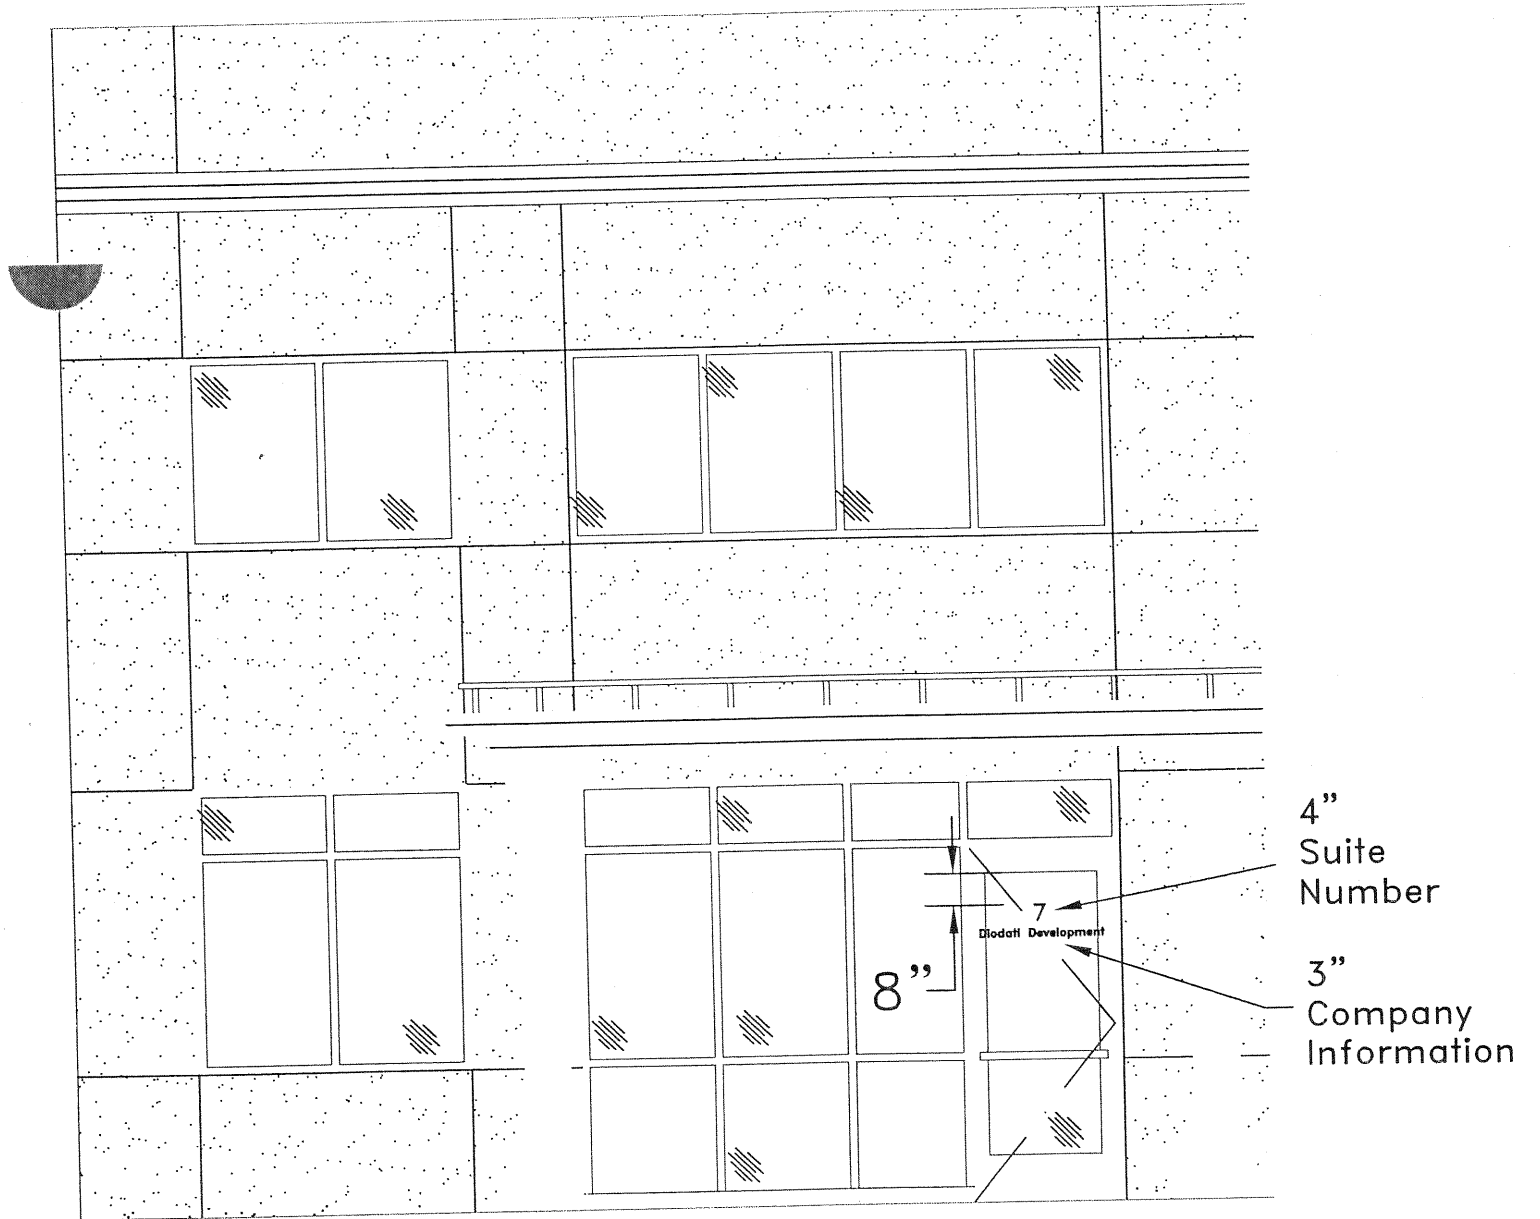 4”
Suite
Number
7
Diodati Development
8”
3”
Company
Information